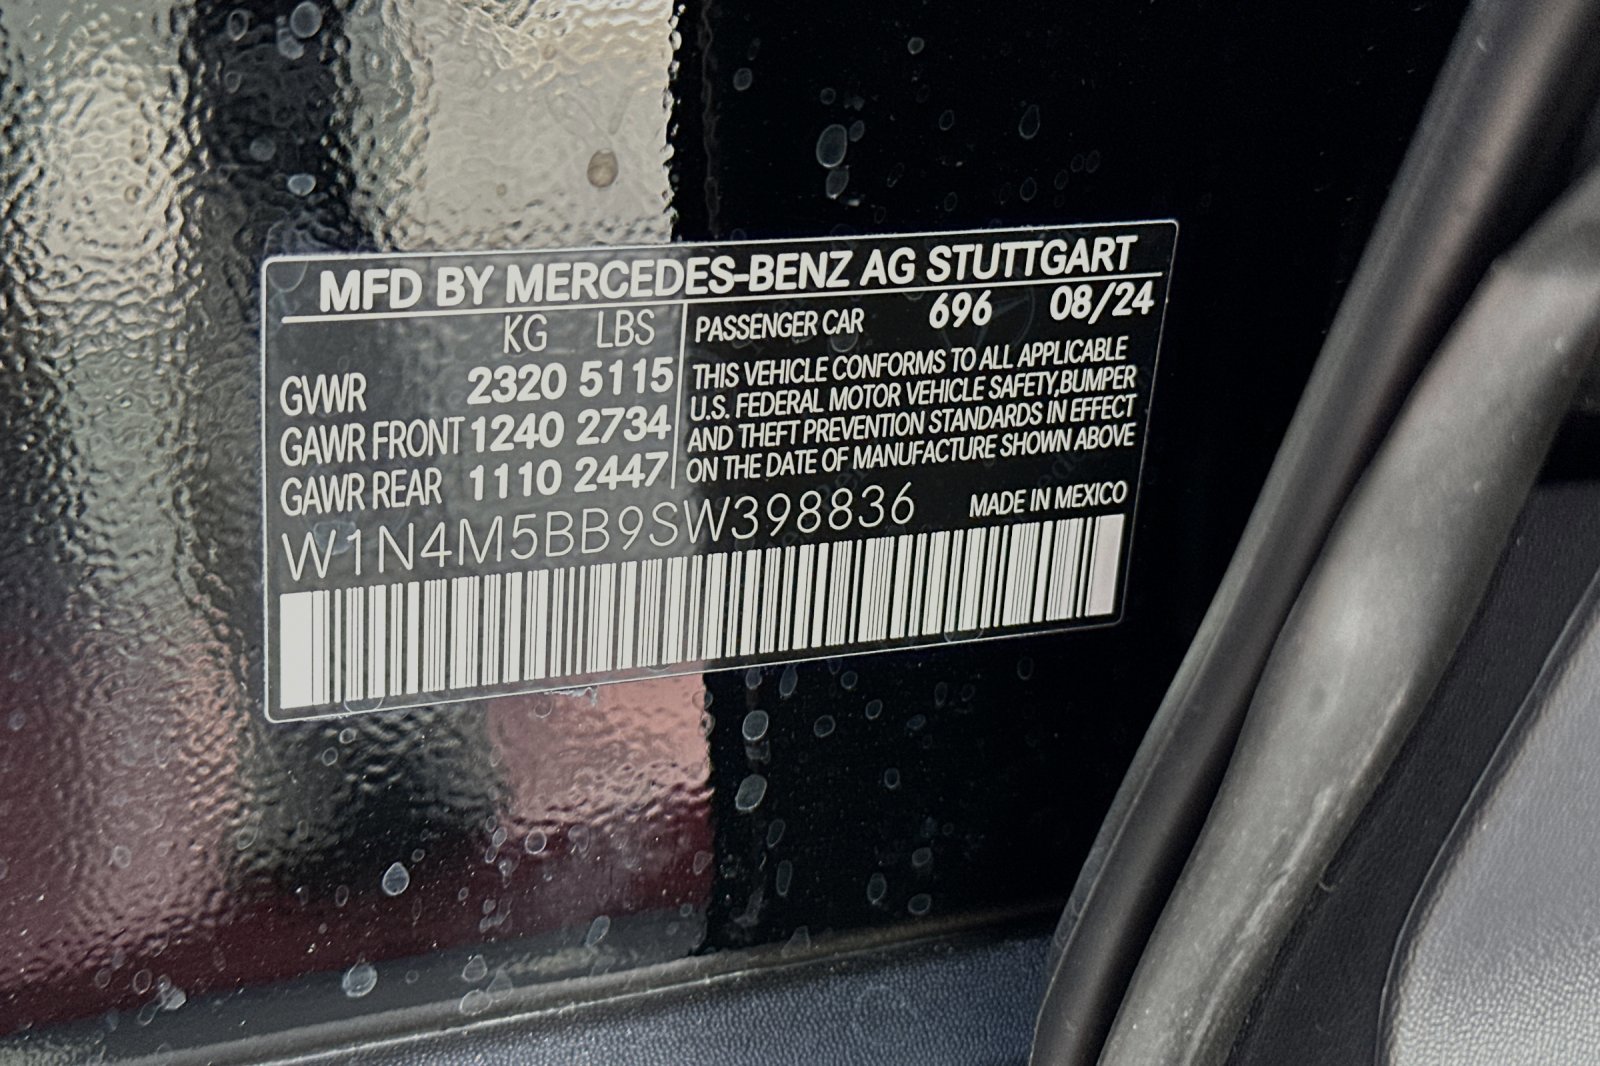 MFD BY MERCEDES-BENZ AG STUTTGART
KG LBS
GVWR 2320 5115
GAWR FRONT 1240 2734
GAWR REAR 1110 2447
PASSENGER CAR 696 08/24
THIS VEHICLE CONFORMS TO ALL APPLICABLE
U.S. FEDERAL MOTOR VEHICLE SAFETY,BUMPER
AND THEFT PREVENTION STANDARDS IN EFFECT
ON THE DATE OF MANUFACTURE SHOWN ABOVE
W1N4M5BB9SW398836
MADE IN MEXICO